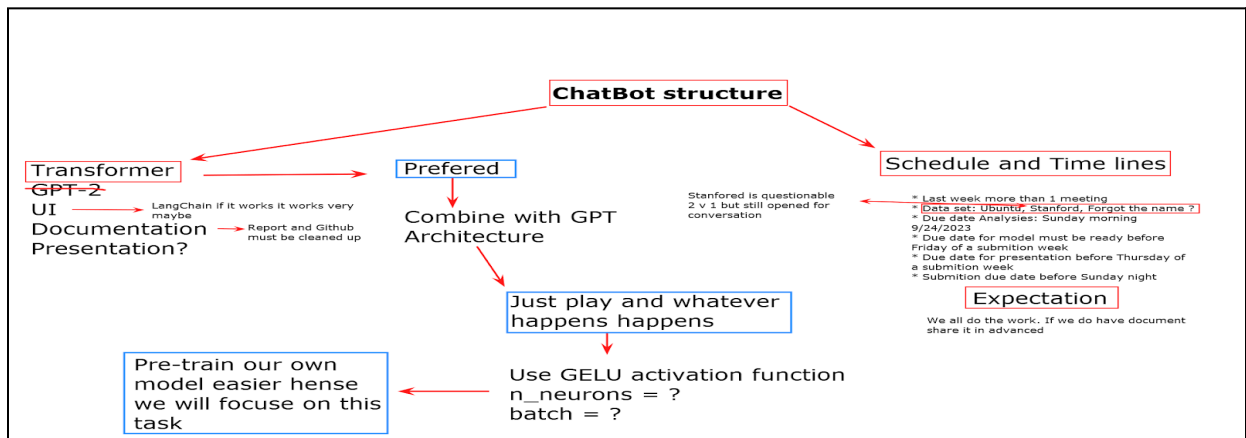 ChatBot structure
Transformer
GPT-2
UI
LangChain if it works it works very
maybe
Documentation
Report and Github
must be cleaned up
Presentation?
Prefered
Combine with GPT
Architecture
Just play and whatever
happens happens
Use GELU activation function
n_neurons = ?
batch = ?
Pre-train our own
model easier hense
we will focuse on this
task
Schedule and Time lines
Stanfored is questionable
2 v 1 but still opened for
conversation
* Last week more than 1 meeting
* Data set: Ubuntu, Stanford, Forgot the name ?
* Due date Analysies: Sunday morning
9/24/2023
* Due date for model must be ready before
Friday of a submition week
* Due date for presentation before Thursday of
a submition week
* Submition due date before Sunday night
Expectation
We all do the work. If we do have document
share it in advanced